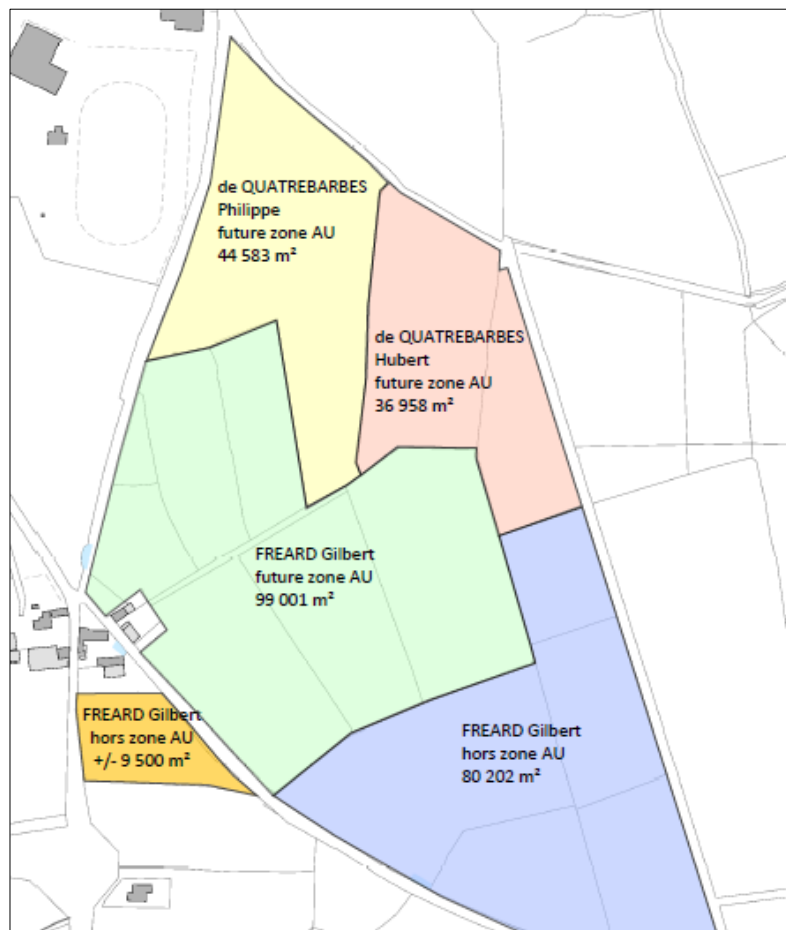 de QUATREBARBES
Philippe
future zone AU
44 583 m²
de QUATREBARBES
Hubert
future zone AU
36 958 m²
FREARD Gilbert
future zone AU
99 001 m²
FREARD Gilbert
hors zone AU
+/- 9 500 m²
FREARD Gilbert
hors zone AU
80 202 m²